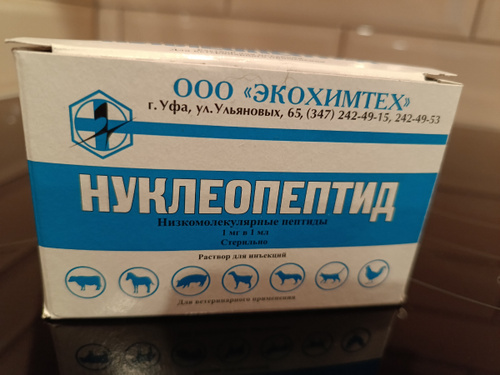 ООО «ЭКОХИМТЕХ»
г. Уфа, ул. Ульяновых, 65, (347) 242-49-15, 242-49-53
НУКЛЕОПЕПТИД
Низкомолекулярные пептиды
1 мг в 1 мл
Стерильно
Раствор для инъекций
Для ветеринарного применения